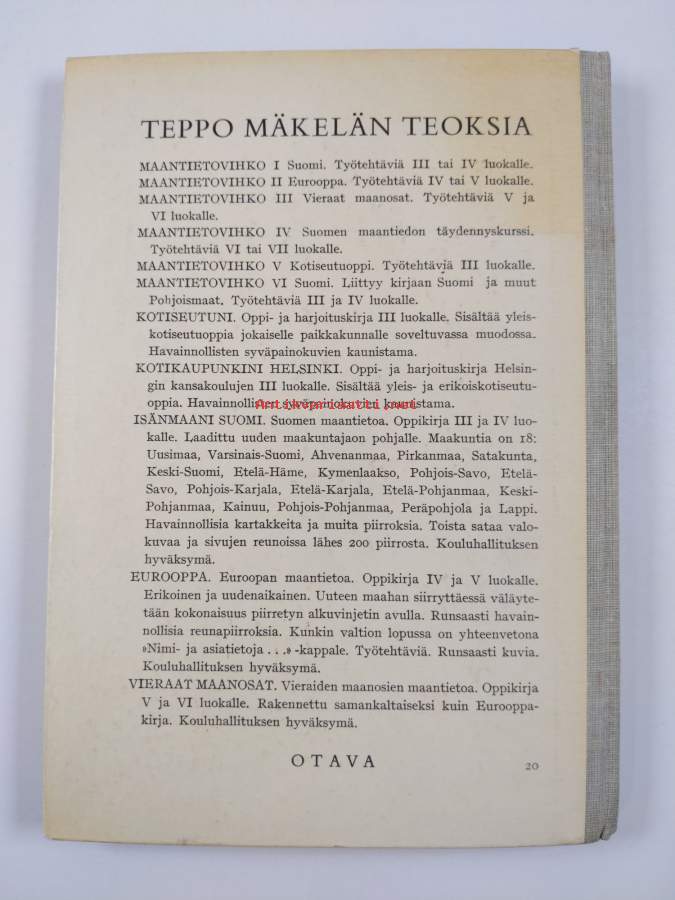 TEPPO MÄKELÄN TEOKSIA
MAANTIETOVIHKO I Suomi. Työtehtäviä III tai IV luokalle.
MAANTIETOVIHKO II Eurooppa. Työtehtäviä IV tai V luokalle.
MAANTIETOVIHKO III Vieraat maanosat. Työtehtäviä V ja
VI luokalle.
MAANTIETOVIHKO IV Suomen maantiedon täydennyskurssi.
Työtehtäviä VI tai VII luokalle.
MAANTIETOVIHKO V Kotiseutuoppi. Työtehtäviä III luokalle.
MAANTIETOVIHKO VI Suomi. Liittyy kirjaan Suomi ja muut
Pohjoismaat. Työtehtäviä III ja IV luokalle.
KOTISEUTUNI. Oppi- ja harjoituskirja III luokalle. Sisältää yleis-
kotiseutuoppia jokaiselle paikkakunnalle soveltuvassa muodossa.
Havainnollisten syväpainokuvien kaunistama.
KOTIKAUPUNKINI HELSINKI. Oppi- ja harjoituskirja Helsin-
gin kansakoulujen III luokalle. Sisältää yleis- ja erikoiskotiseutu-
oppia. Havainnollisen syväpainokuvien kaunistama.
Antikvariaatti.net
ISÄNMAANI SUOMI. Suomen maantietoa. Oppikirja III ja IV luo-
kalle. Laadittu uuden maakuntajaon pohjalle. Maakuntia on 18:
Uusimaa, Varsinais-Suomi, Ahvenanmaa, Pirkanmaa, Satakunta,
Keski-Suomi, Etelä-Häme, Kymenlaakso, Pohjois-Savo, Etelä-
Savo, Pohjois-Karjala, Etelä-Karjala, Etelä-Pohjanmaa, Keski-
Pohjanmaa, Kainuu, Pohjois-Pohjanmaa, Peräpohjola ja Lappi.
Havainnollisia kartakkeita ja muita piirroksia. Toista sataa valo-
kuvaa ja sivujen reunoissa lähes 200 piirrosta. Kouluhallituksen
hyväksymä.
EUROOPPA. Euroopan maantietoa. Oppikirja IV ja V luokalle.
Erikoinen ja uudenaikainen. Uuteen maahan siirryttäessä väläyte-
tään kokonaisuus piirretyn alkuvinjetin avulla. Runsaasti havain-
nollisia reunapiirroksia. Kunkin valtion lopussa on yhteenvetona
»Nimi- ja asiatietoja . . .» -kappale. Työtehtäviä. Runsaasti kuvia.
Kouluhallituksen hyväksymä.
VIERAAT MAANOSAT. Vieraiden maanosien maantietoa. Oppikirja
V ja VI luokalle. Rakennettu samankaltaiseksi kuin Eurooppa-
kirja. Kouluhallituksen hyväksymä.
OTAVA
20